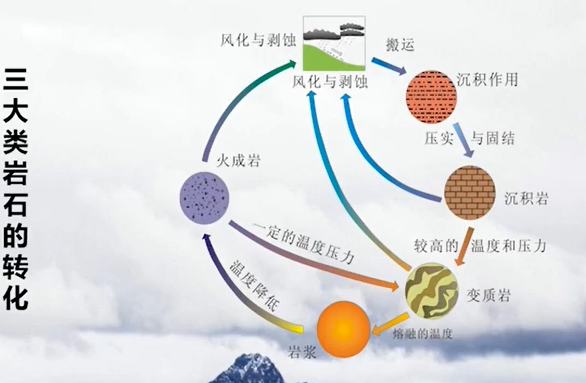 三大类岩石的转化
风化与剥蚀
搬运
风化与剥蚀
沉积作用
压实 与固结
火成岩
沉积岩
一定的温度压力
较高的 温度和压力
温度降低
变质岩
熔融的温度
岩浆